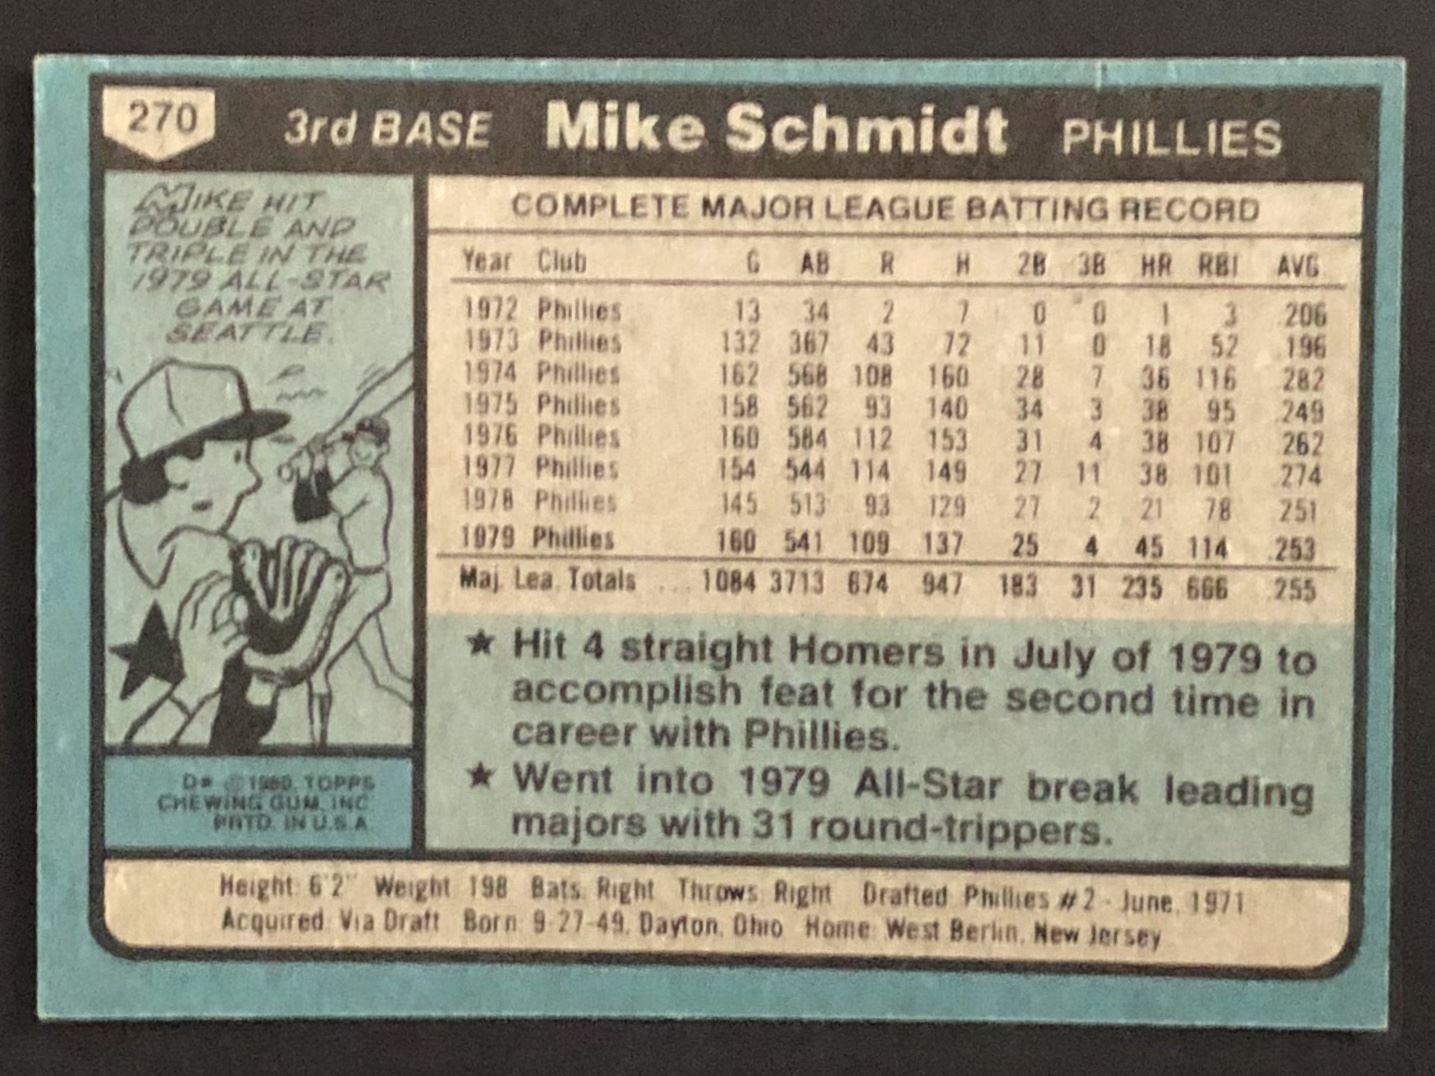 270 3rd BASE Mike Schmidt PHILLIES
MIKE HIT
DOUBLE AND
TRIPLE IN THE
1979 ALL-STAR
GAME AT
SEATTLE.
D* © 1980, TOPPS
CHEWING GUM, INC
PRTD. IN U.S.A.
COMPLETE MAJOR LEAGUE BATTING RECORD
Year Club G AB R H 2B 3B HR RBI AVG
1972 Phillies 13 34 2 7 0 0 1 3 .206
1973 Phillies 132 367 43 72 11 0 18 52 .196
1974 Phillies 162 568 108 160 28 7 36 116 .282
1975 Phillies 158 562 93 140 34 3 38 95 .249
1976 Phillies 160 584 112 153 31 4 38 107 .262
1977 Phillies 154 544 114 149 27 11 38 101 .274
1978 Phillies 145 513 93 129 27 2 21 78 .251
1979 Phillies 160 541 109 137 25 4 45 114 .253
Maj. Lea. Totals ... 1084 3713 674 947 183 31 235 666 .255
★ Hit 4 straight Homers in July of 1979 to
accomplish feat for the second time in
career with Phillies.
★ Went into 1979 All-Star break leading
majors with 31 round-trippers.
Height: 6'2" Weight: 198 Bats: Right Throws: Right Drafted: Phillies #2 - June, 1971
Acquired: Via Draft Born: 9-27-49, Dayton, Ohio Home: West Berlin, New Jersey